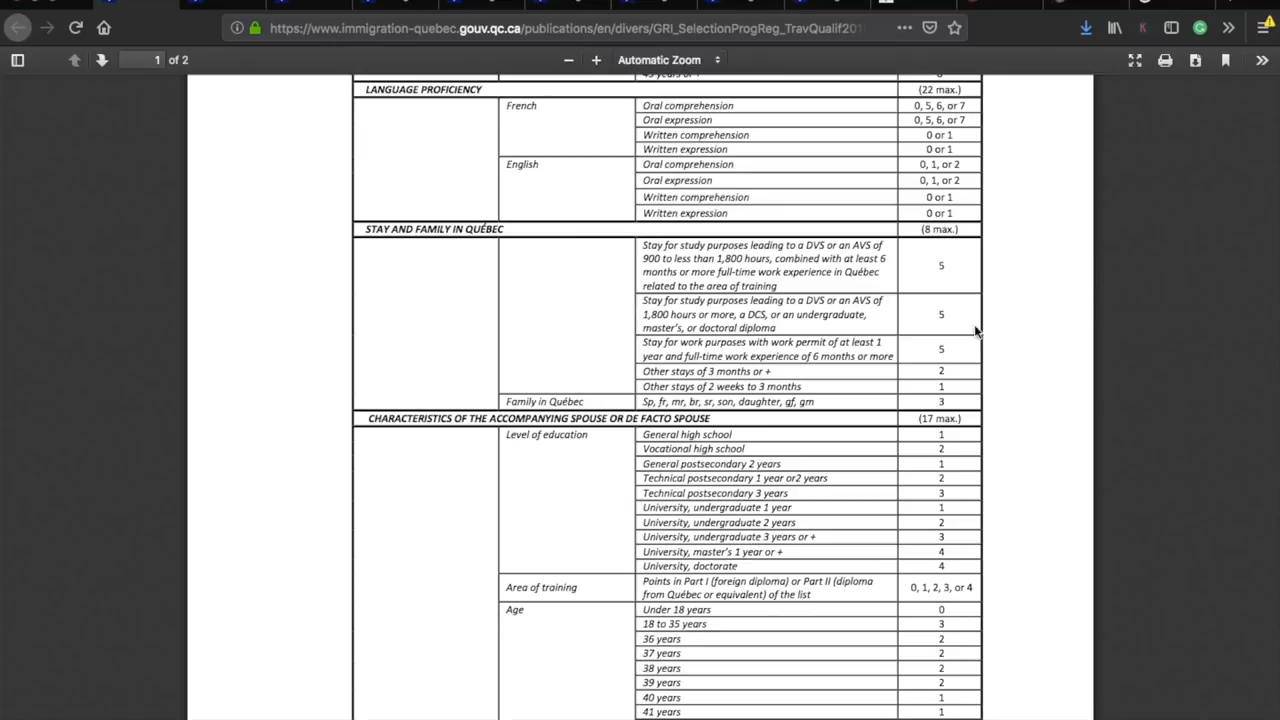 https://www.immigration-quebec.gouv.qc.ca/publications/en/divers/GRI_SelectionProgReg_TravQualif201
1 of 2
Automatic Zoom
LANGUAGE PROFICIENCY (22 max.)
French Oral comprehension 0, 5, 6, or 7
Oral expression 0, 5, 6, or 7
Written comprehension 0 or 1
Written expression 0 or 1
English Oral comprehension 0, 1, or 2
Oral expression 0, 1, or 2
Written comprehension 0 or 1
Written expression 0 or 1
STAY AND FAMILY IN QUÉBEC (8 max.)
Stay for study purposes leading to a DVS or an AVS of
900 to less than 1,800 hours, combined with at least 6
months or more full-time work experience in Québec
related to the area of training 5
Stay for study purposes leading to a DVS or an AVS of
1,800 hours or more, a DCS, or an undergraduate,
master's, or doctoral diploma 5
Stay for work purposes with work permit of at least 1
year and full-time work experience of 6 months or more 5
Other stays of 3 months or + 2
Other stays of 2 weeks to 3 months 1
Family in Québec Sp, fr, mr, br, sr, son, daughter, gf, gm 3
CHARACTERISTICS OF THE ACCOMPANYING SPOUSE OR DE FACTO SPOUSE (17 max.)
Level of education General high school 1
Vocational high school 2
General postsecondary 2 years 1
Technical postsecondary 1 year or2 years 2
Technical postsecondary 3 years 3
University, undergraduate 1 year 1
University, undergraduate 2 years 2
University, undergraduate 3 years or + 3
University, master's 1 year or + 4
University, doctorate 4
Area of training Points in Part I (foreign diploma) or Part II (diploma
from Québec or equivalent) of the list 0, 1, 2, 3, or 4
Age Under 18 years 0
18 to 35 years 3
36 years 2
37 years 2
38 years 2
39 years 2
40 years 1
41 years 1